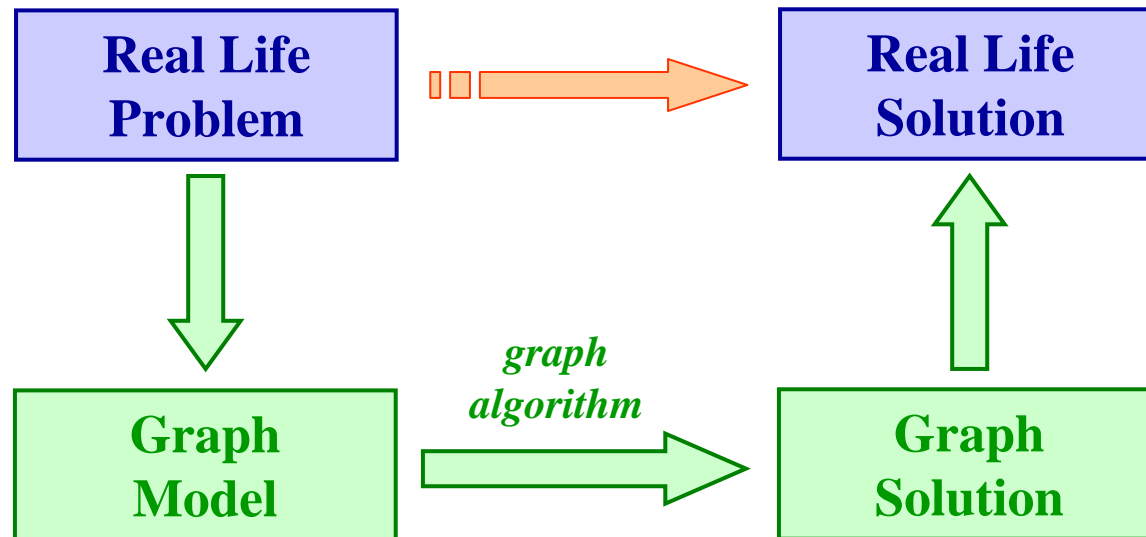 Real Life
Problem
Real Life
Solution
graph
algorithm
Graph
Model
Graph
Solution